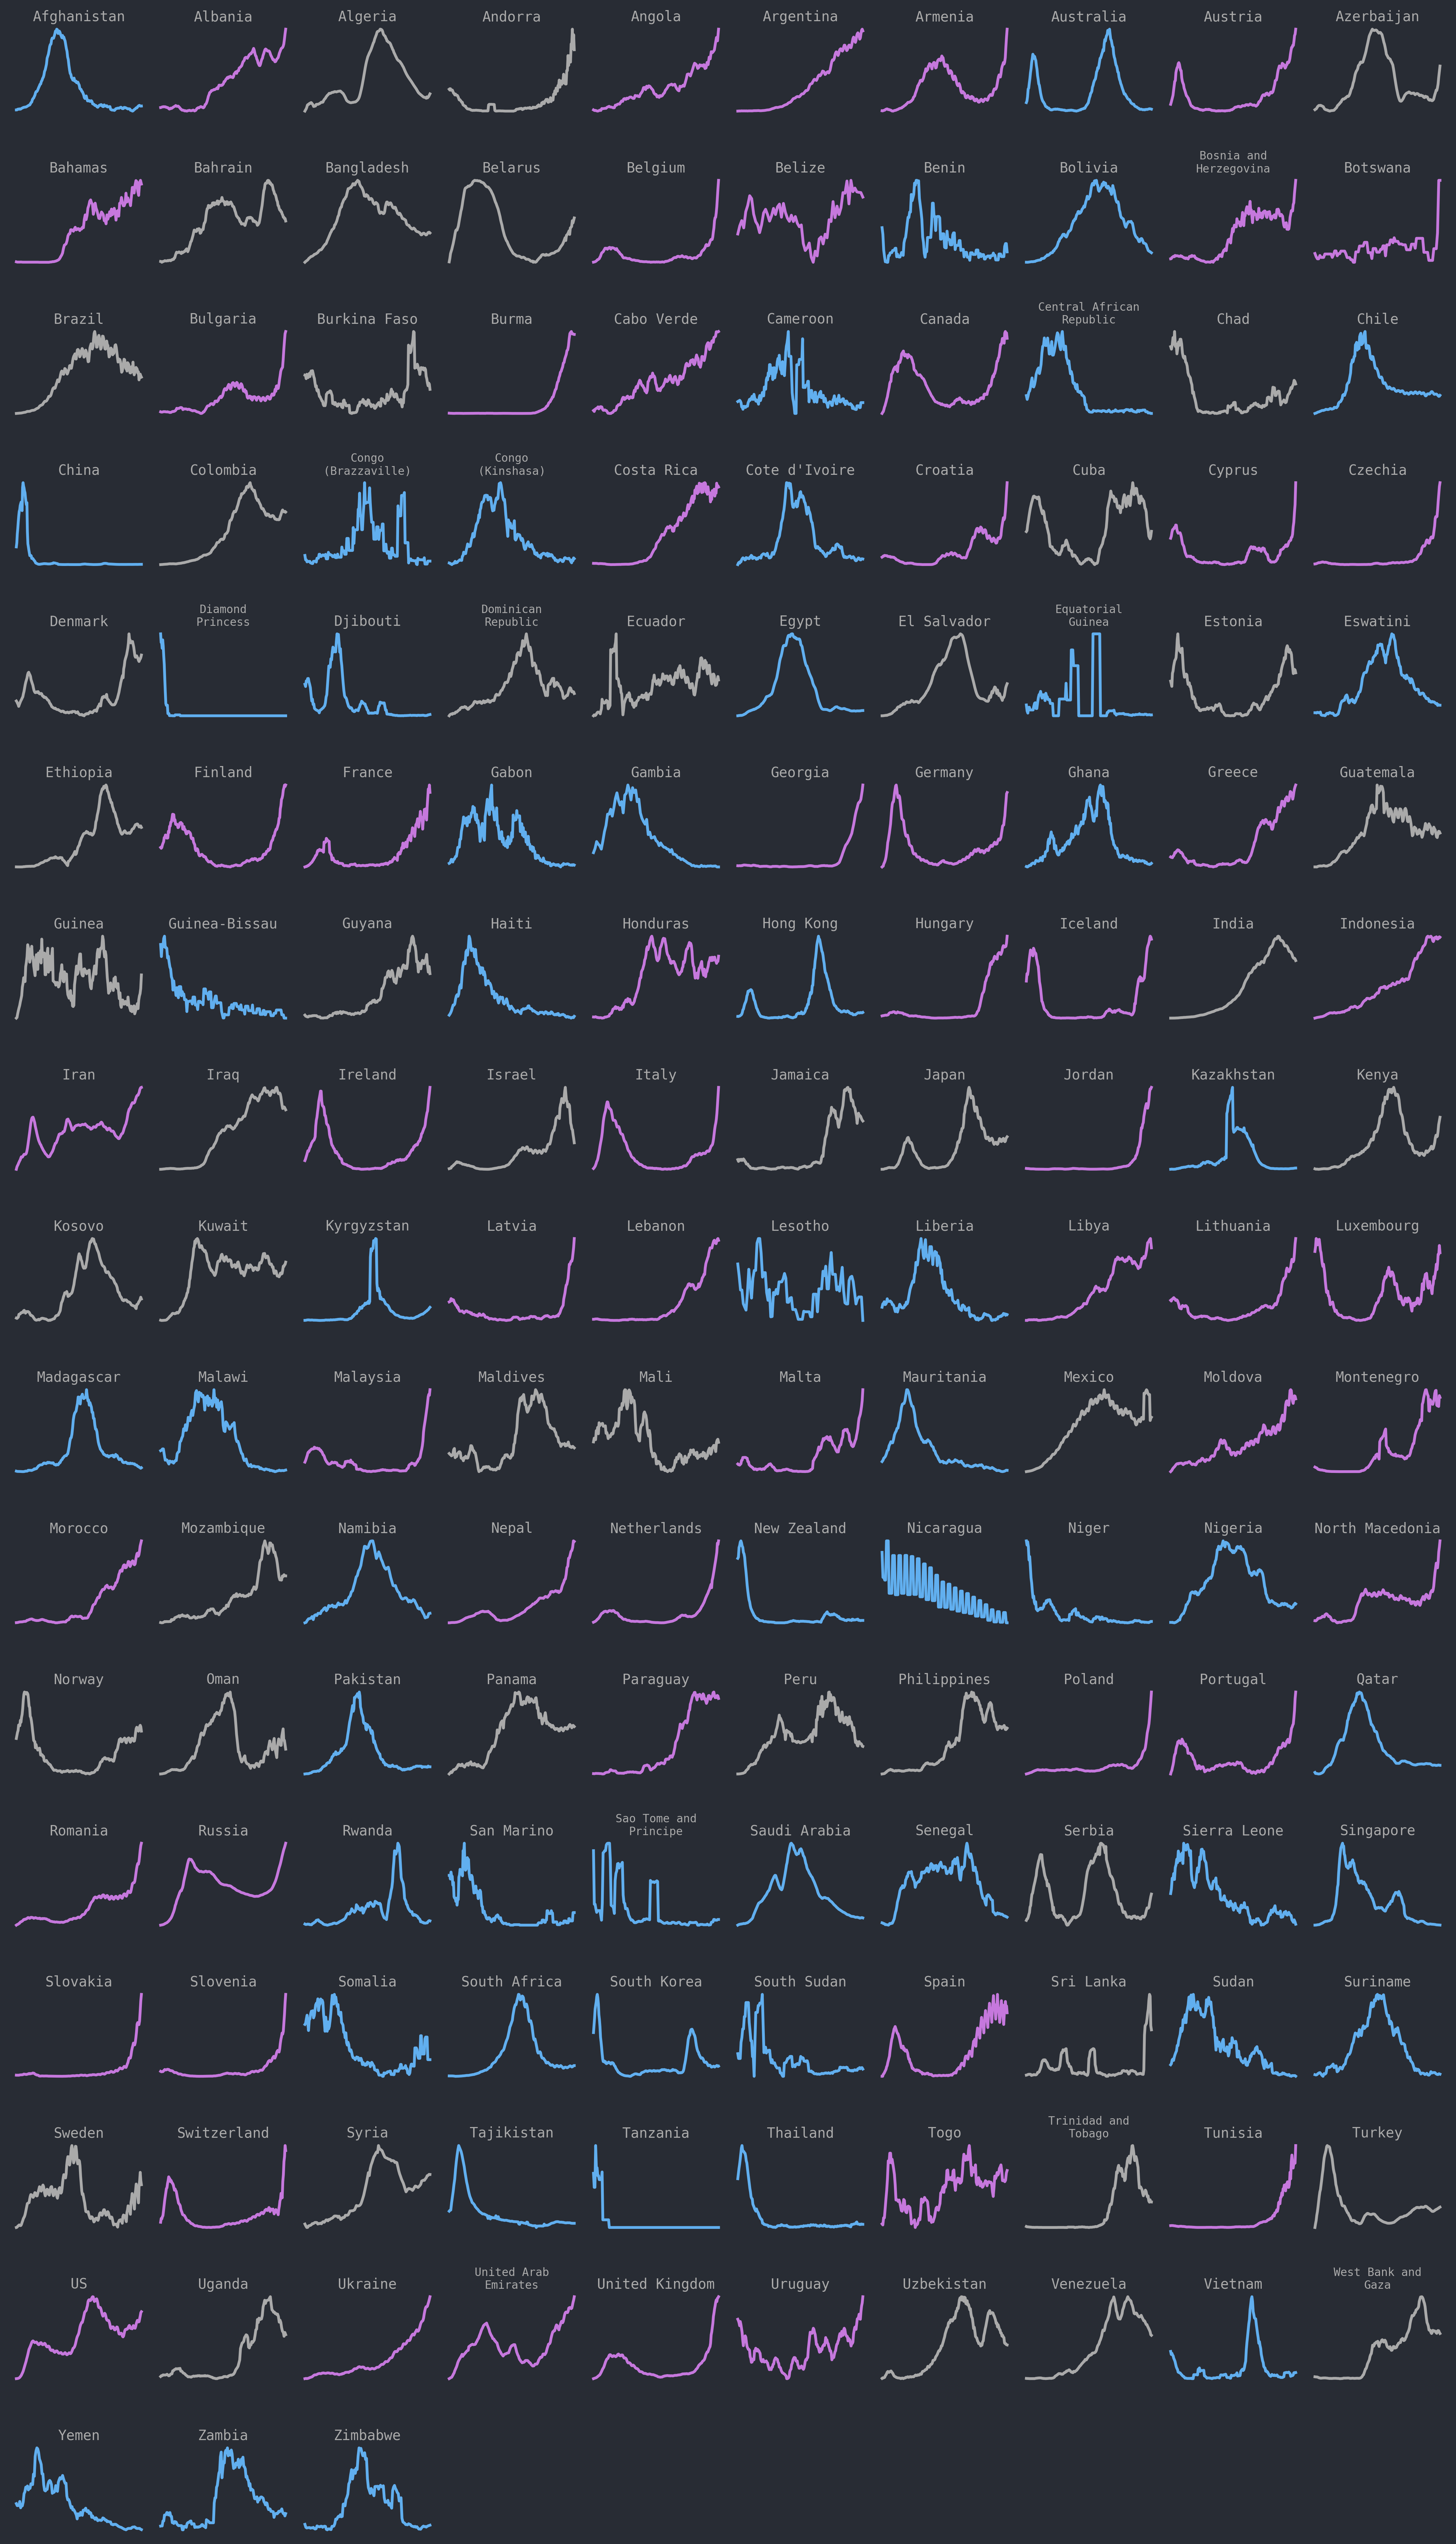 Afghanistan
Albania
Algeria
Andorra
Angola
Argentina
Armenia
Australia
Austria
Azerbaijan
Bahamas
Bahrain
Bangladesh
Belarus
Belgium
Belize
Benin
Bolivia
Bosnia and
Herzegovina
Botswana
Brazil
Bulgaria
Burkina Faso
Burma
Cabo Verde
Cameroon
Canada
Central African
Republic
Chad
Chile
China
Colombia
Congo
(Brazzaville)
Congo
(Kinshasa)
Costa Rica
Cote d'Ivoire
Croatia
Cuba
Cyprus
Czechia
Denmark
Diamond
Princess
Djibouti
Dominican
Republic
Ecuador
Egypt
El Salvador
Equatorial
Guinea
Estonia
Eswatini
Ethiopia
Finland
France
Gabon
Gambia
Georgia
Germany
Ghana
Greece
Guatemala
Guinea
Guinea-Bissau
Guyana
Haiti
Honduras
Hong Kong
Hungary
Iceland
India
Indonesia
Iran
Iraq
Ireland
Israel
Italy
Jamaica
Japan
Jordan
Kazakhstan
Kenya
Kosovo
Kuwait
Kyrgyzstan
Latvia
Lebanon
Lesotho
Liberia
Libya
Lithuania
Luxembourg
Madagascar
Malawi
Malaysia
Maldives
Mali
Malta
Mauritania
Mexico
Moldova
Montenegro
Morocco
Mozambique
Namibia
Nepal
Netherlands
New Zealand
Nicaragua
Niger
Nigeria
North Macedonia
Norway
Oman
Pakistan
Panama
Paraguay
Peru
Philippines
Poland
Portugal
Qatar
Romania
Russia
Rwanda
San Marino
Sao Tome and
Principe
Saudi Arabia
Senegal
Serbia
Sierra Leone
Singapore
Slovakia
Slovenia
Somalia
South Africa
South Korea
South Sudan
Spain
Sri Lanka
Sudan
Suriname
Sweden
Switzerland
Syria
Tajikistan
Tanzania
Thailand
Togo
Trinidad and
Tobago
Tunisia
Turkey
US
Uganda
Ukraine
United Arab
Emirates
United Kingdom
Uruguay
Uzbekistan
Venezuela
Vietnam
West Bank and
Gaza
Yemen
Zambia
Zimbabwe